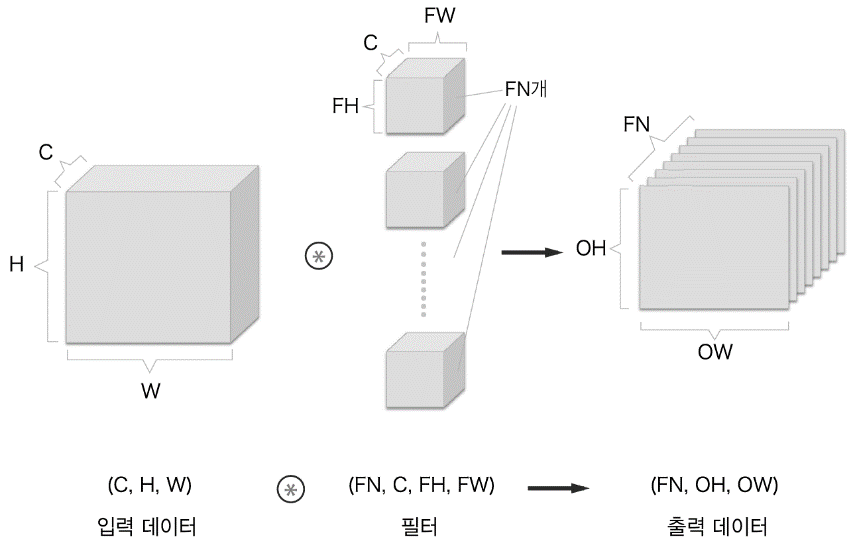 FW
C
FH
FN개
C
H
W
FN
OH
OW
(C, H, W)
(FN, C, FH, FW)
(FN, OH, OW)
입력 데이터
필터
출력 데이터